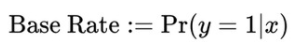 Base Rate := Pr(y = 1|x)